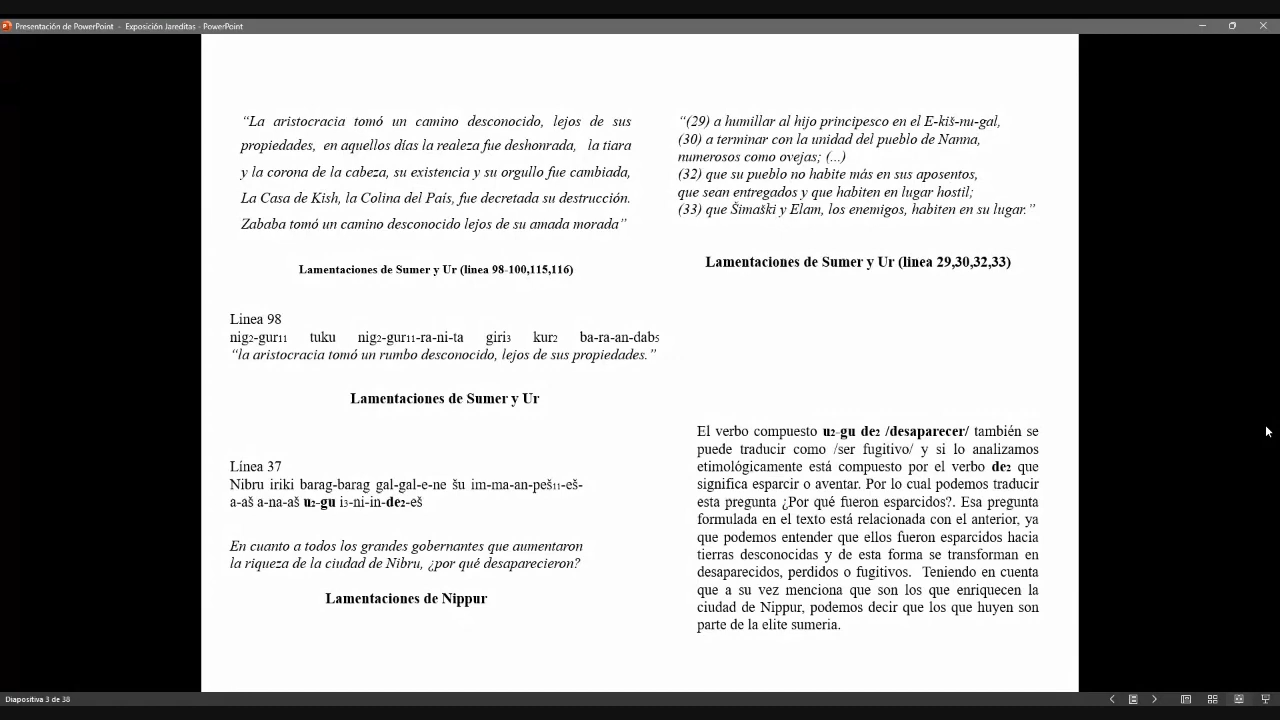 Presentación de PowerPoint - Exposición Jareditas - PowerPoint
“La aristocracia tomó un camino desconocido, lejos de sus
propiedades, en aquellos días la realeza fue deshonrada, la tiara
y la corona de la cabeza, su existencia y su orgullo fue cambiada,
La Casa de Kish, la Colina del País, fue decretada su destrucción.
Zababa tomó un camino desconocido lejos de su amada morada”
Lamentaciones de Sumer y Ur (linea 98-100,115,116)
Linea 98
nig2-gur11 tuku nig2-gur11-ra-ni-ta giri3 kur2 ba-ra-an-dab5
“la aristocracia tomó un rumbo desconocido, lejos de sus propiedades.”
Lamentaciones de Sumer y Ur
Línea 37
Nibru iriki barag-barag gal-gal-e-ne šu im-ma-an-peš11-eš-
a-aš a-na-aš u2-gu i3-ni-in-de2-eš
En cuanto a todos los grandes gobernantes que aumentaron
la riqueza de la ciudad de Nibru, ¿por qué desaparecieron?
Lamentaciones de Nippur
“(29) a humillar al hijo principesco en el E-kiš-nu-gal,
(30) a terminar con la unidad del pueblo de Nanna,
numerosos como ovejas; (...)
(32) que su pueblo no habite más en sus aposentos,
que sean entregados y que habiten en lugar hostil;
(33) que Šimaški y Elam, los enemigos, habiten en su lugar.”
Lamentaciones de Sumer y Ur (linea 29,30,32,33)
El verbo compuesto u2-gu de2 /desaparecer/ también se
puede traducir como /ser fugitivo/ y si lo analizamos
etimológicamente está compuesto por el verbo de2 que
significa esparcir o aventar. Por lo cual podemos traducir
esta pregunta ¿Por qué fueron esparcidos?. Esa pregunta
formulada en el texto está relacionada con el anterior, ya
que podemos entender que ellos fueron esparcidos hacia
tierras desconocidas y de esta forma se transforman en
desaparecidos, perdidos o fugitivos. Teniendo en cuenta
que a su vez menciona que son los que enriquecen la
ciudad de Nippur, podemos decir que los que huyen son
parte de la elite sumeria.
Diapositiva 3 de 38